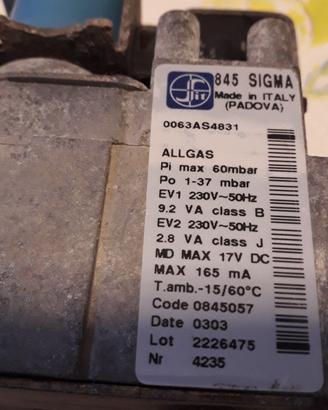 Sit 845 SIGMA
Made in ITALY
(PADOVA)
0063AS4831
ALLGAS
Pi max 60mbar
Po 1-37 mbar
EV1 230V~50Hz
9.2 VA class B
EV2 230V~50Hz
2.8 VA class J
MD MAX 17V DC
MAX 165 mA
T.amb.-15/60°C
Code 0845057
Date 0303
Lot 2226475
Nr 4235